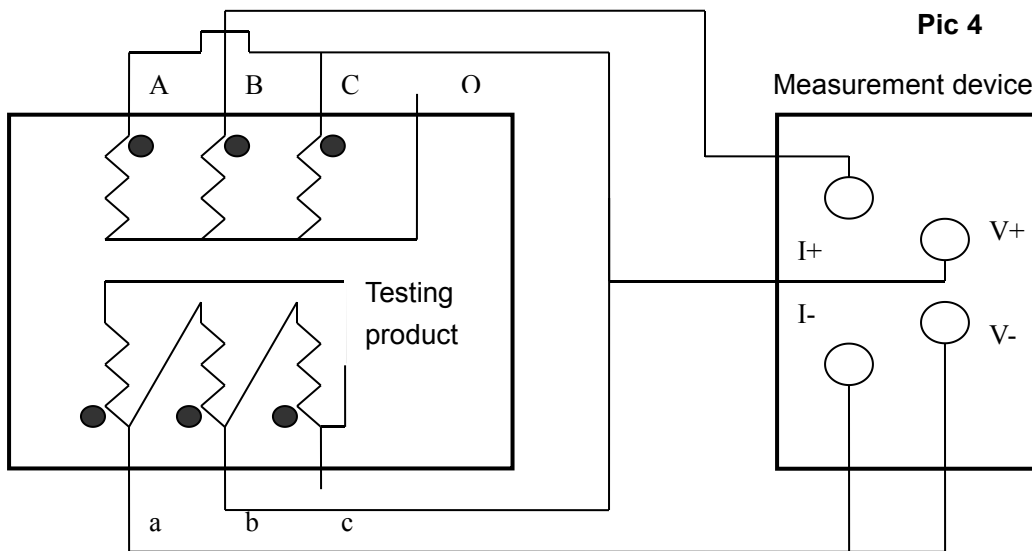 Pic 4
Measurement device
A B C O
I+
V+
I-
V-
Testing
product
a b c